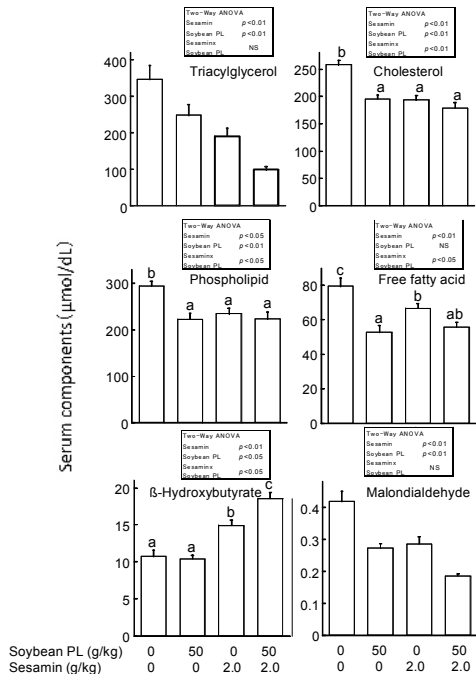 Two-Way ANOVA
Sesamin p<0.01
Soybean PL p<0.01
Sesaminx
Soybean PL NS
Triacylglycerol
400
300
200
100
0
Two-Way ANOVA
Sesamin p<0.01
Soybean PL p<0.01
Sesaminx
Soybean PL p<0.01
Cholesterol
250
200
150
100
50
0
b a a a
Serum components (µmol/dL)
Two-Way ANOVA
Sesamin p<0.05
Soybean PL p<0.01
Sesaminx
Soybean PL p<0.05
Phospholipid
300
200
100
0
b a a a
Two-Way ANOVA
Sesamin p<0.01
Soybean PL NS
Sesaminx
Soybean PL p<0.05
Free fatty acid
80
60
40
20
0
c a b ab
Two-Way ANOVA
Sesamin p<0.01
Soybean PL p<0.05
Sesaminx
Soybean PL p<0.05
ß-Hydroxybutyrate
20
15
10
5
0
a a b c
Two-Way ANOVA
Sesamin p<0.01
Soybean PL p<0.01
Sesaminx
Soybean PL NS
Malondialdehyde
0.4
0.3
0.2
0.1
0
Soybean PL (g/kg) 0 50 0 50 0 50 0 50
Sesamin (g/kg) 0 0 2.0 2.0 0 0 2.0 2.0